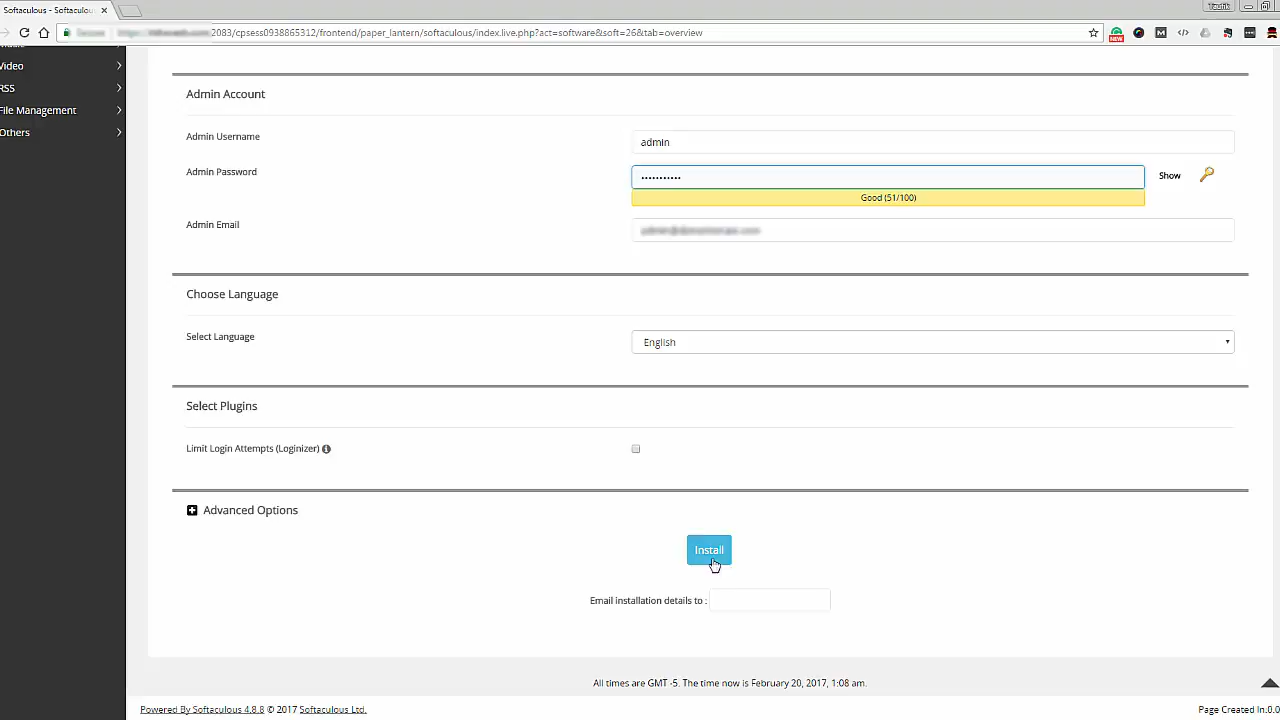 Softaculous - Softaculous
Taufik
2083/cpsess0938865312/frontend/paper_lantern/softaculous/index.live.php?act=software&soft=26&tab=overview
NEW
M
Video
RSS
File Management
Others
Admin Account
Admin Username
admin
Admin Password
•••••••••••
Show
Good (51/100)
Admin Email
Choose Language
Select Language
English
Select Plugins
Limit Login Attempts (Loginizer)
Advanced Options
Install
Email installation details to :
All times are GMT -5. The time now is February 20, 2017, 1:08 am.
Powered By Softaculous 4.8.8 © 2017 Softaculous Ltd.
Page Created In:0.0